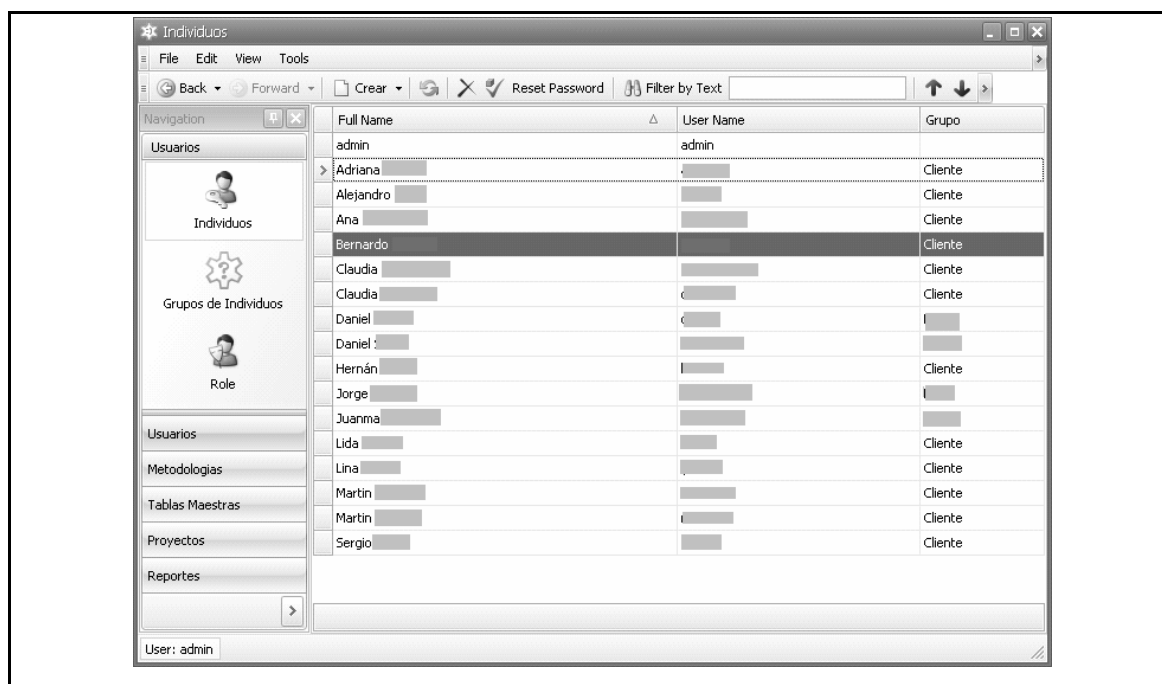 Individuos
File Edit View Tools
Back Forward Crear Reset Password Filter by Text
Navigation
Usuarios
Individuos
Grupos de Individuos
Role
Usuarios
Metodologias
Tablas Maestras
Proyectos
Reportes
Full Name User Name Grupo
admin admin
Adriana Cliente
Alejandro Cliente
Ana Cliente
Bernardo Cliente
Claudia Cliente
Claudia Cliente
Daniel
Daniel
Hernán Cliente
Jorge
Juanma
Lida Cliente
Lina Cliente
Martin Cliente
Martin Cliente
Sergio Cliente
User: admin